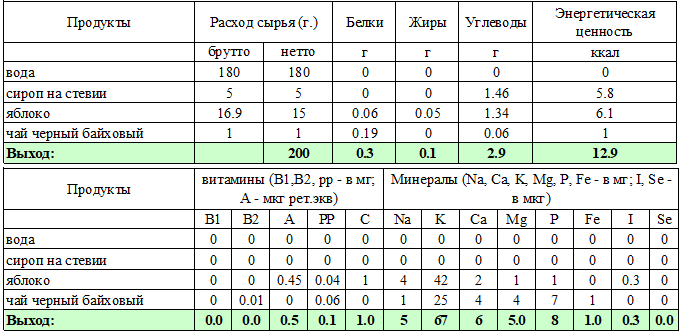 Продукты Расход сырья (г.) Белки Жиры Углеводы Энергетическая ценность
брутто нетто г г г ккал
вода 180 180 0 0 0 0
сироп на стевии 5 5 0 0 1.46 5.8
яблоко 16.9 15 0.06 0.05 1.34 6.1
чай черный байховый 1 1 0.19 0 0.06 1
Выход: 200 0.3 0.1 2.9 12.9
Продукты витамины (В1,В2, рр - в мг; А - мкг рет.экв) Минералы (Na, Ca, K, Mg, P, Fe - в мг; I, Se - в мкг)
В1 В2 А РР С Na K Ca Mg P Fe I Se
вода 0 0 0 0 0 0 0 0 0 0 0 0 0
сироп на стевии 0 0 0 0 0 0 0 0 0 0 0 0 0
яблоко 0 0 0.45 0.04 1 4 42 2 1 1 0 0.3 0
чай черный байховый 0 0.01 0 0.06 0 1 25 4 4 7 1 0 0
Выход: 0.0 0.0 0.5 0.1 1.0 5 67 6 5.0 8 1.0 0.3 0.0